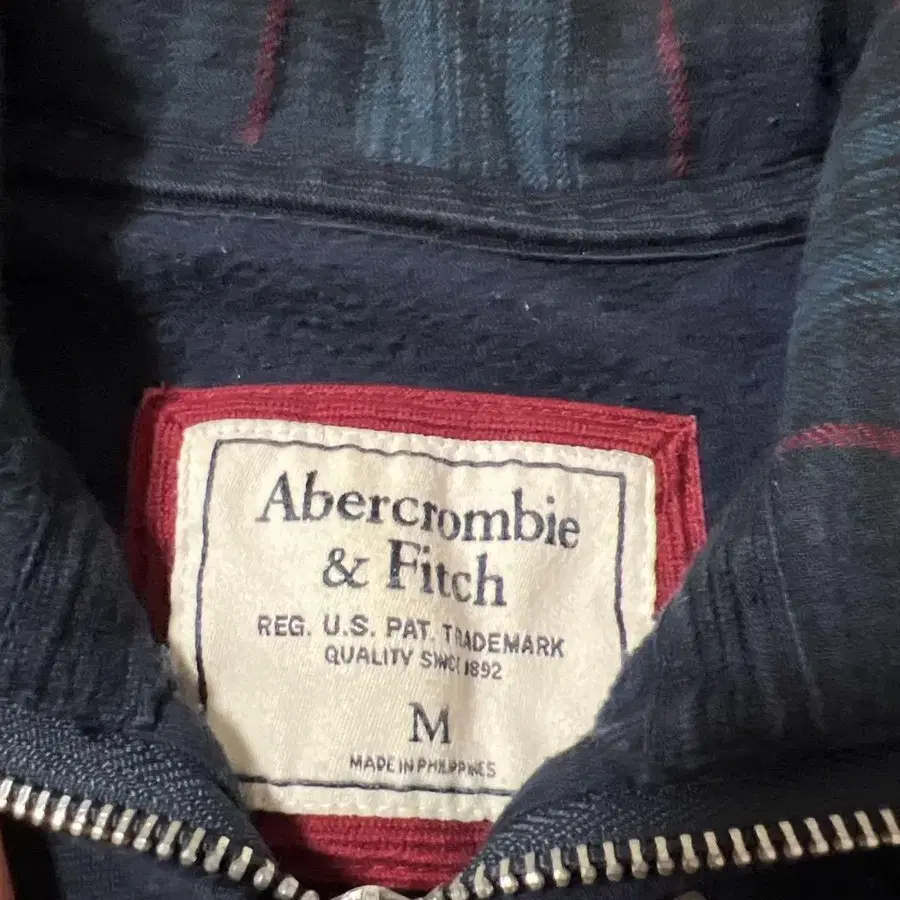 Abercrombie
& Fitch
REG. U.S. PAT. TRADEMARK
QUALITY SINCE 1892
M
MADE IN PHILIPPINES